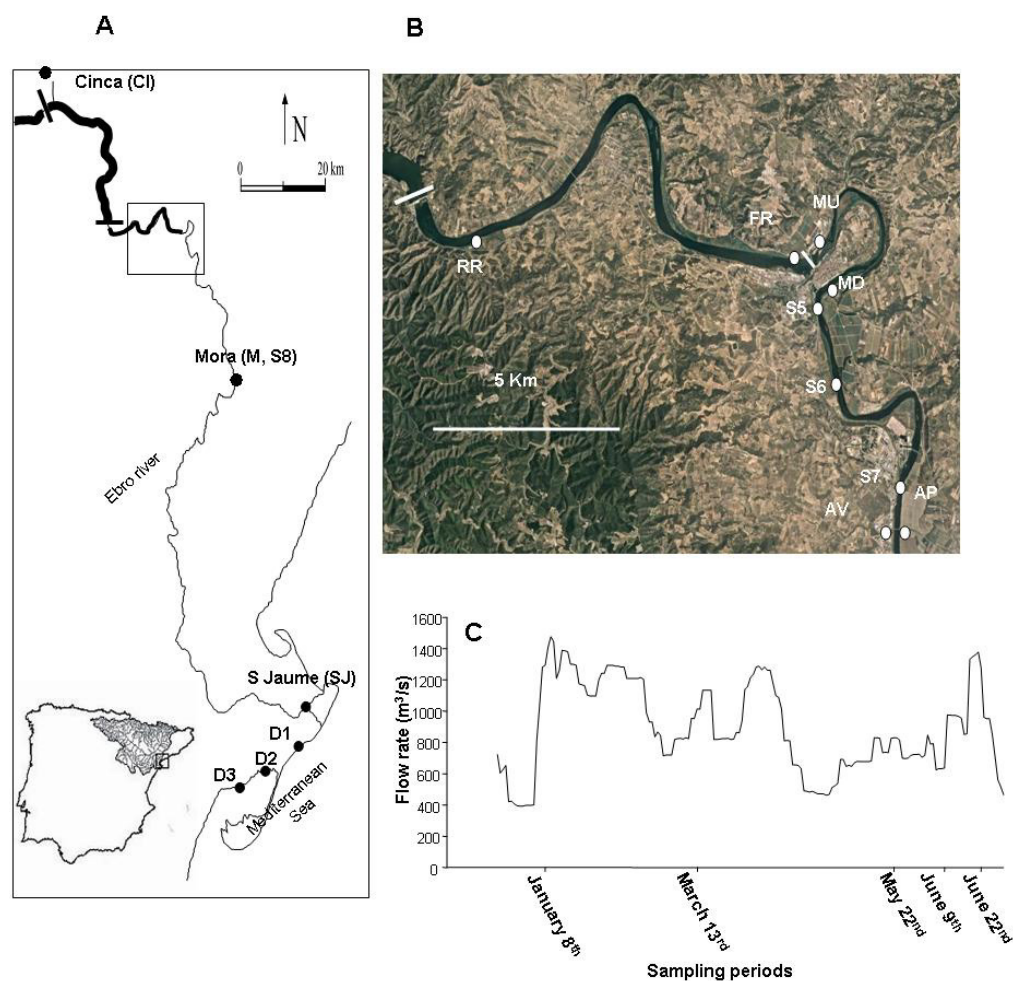 A
Cinca (CI)
N
0 20 km
Mora (M, S8)
Ebro river
S Jaume (SJ)
D1
D2
D3
Mediterranean
Sea
B
FR
MU
RR
MD
S5
5 Km
S6
S7
AP
AV
C
Flow rate (m³/s)
1600
1400
1200
1000
800
600
400
200
0
January 8th
March 13rd
May 22nd
June 9th
June 22nd
Sampling periods